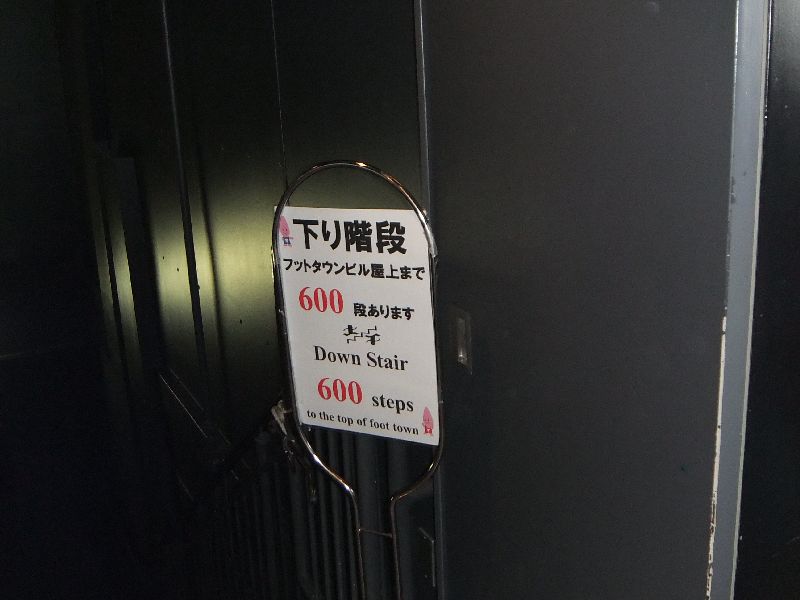 下り階段
フットタウンビル屋上まで
600 段あります
Down Stair
600 steps
to the top of foot town